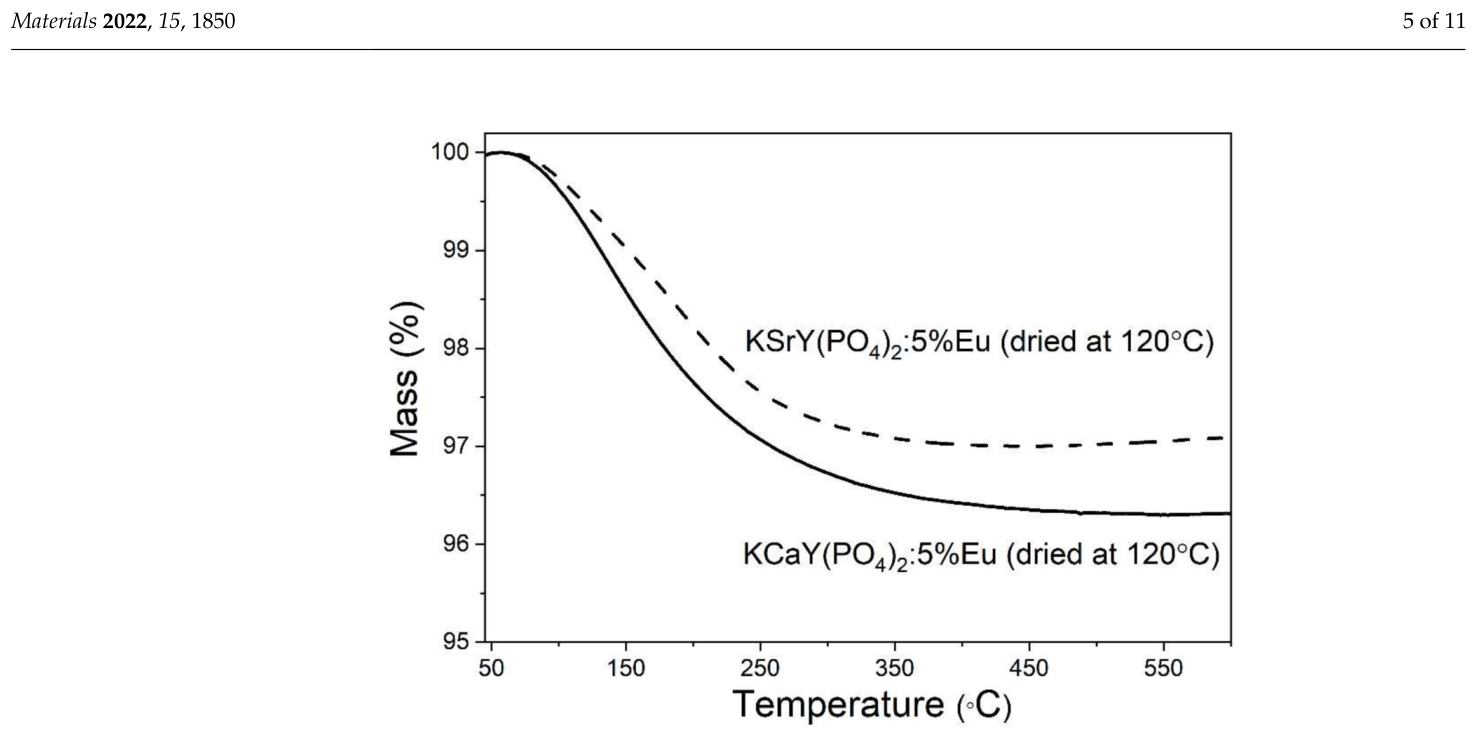 Materials 2022, 15, 1850
5 of 11
100
99
98
97
96
95
Mass (%)
KSrY(PO₄)₂:5%Eu (dried at 120°C)
KCaY(PO₄)₂:5%Eu (dried at 120°C)
50 150 250 350 450 550
Temperature (◦C)